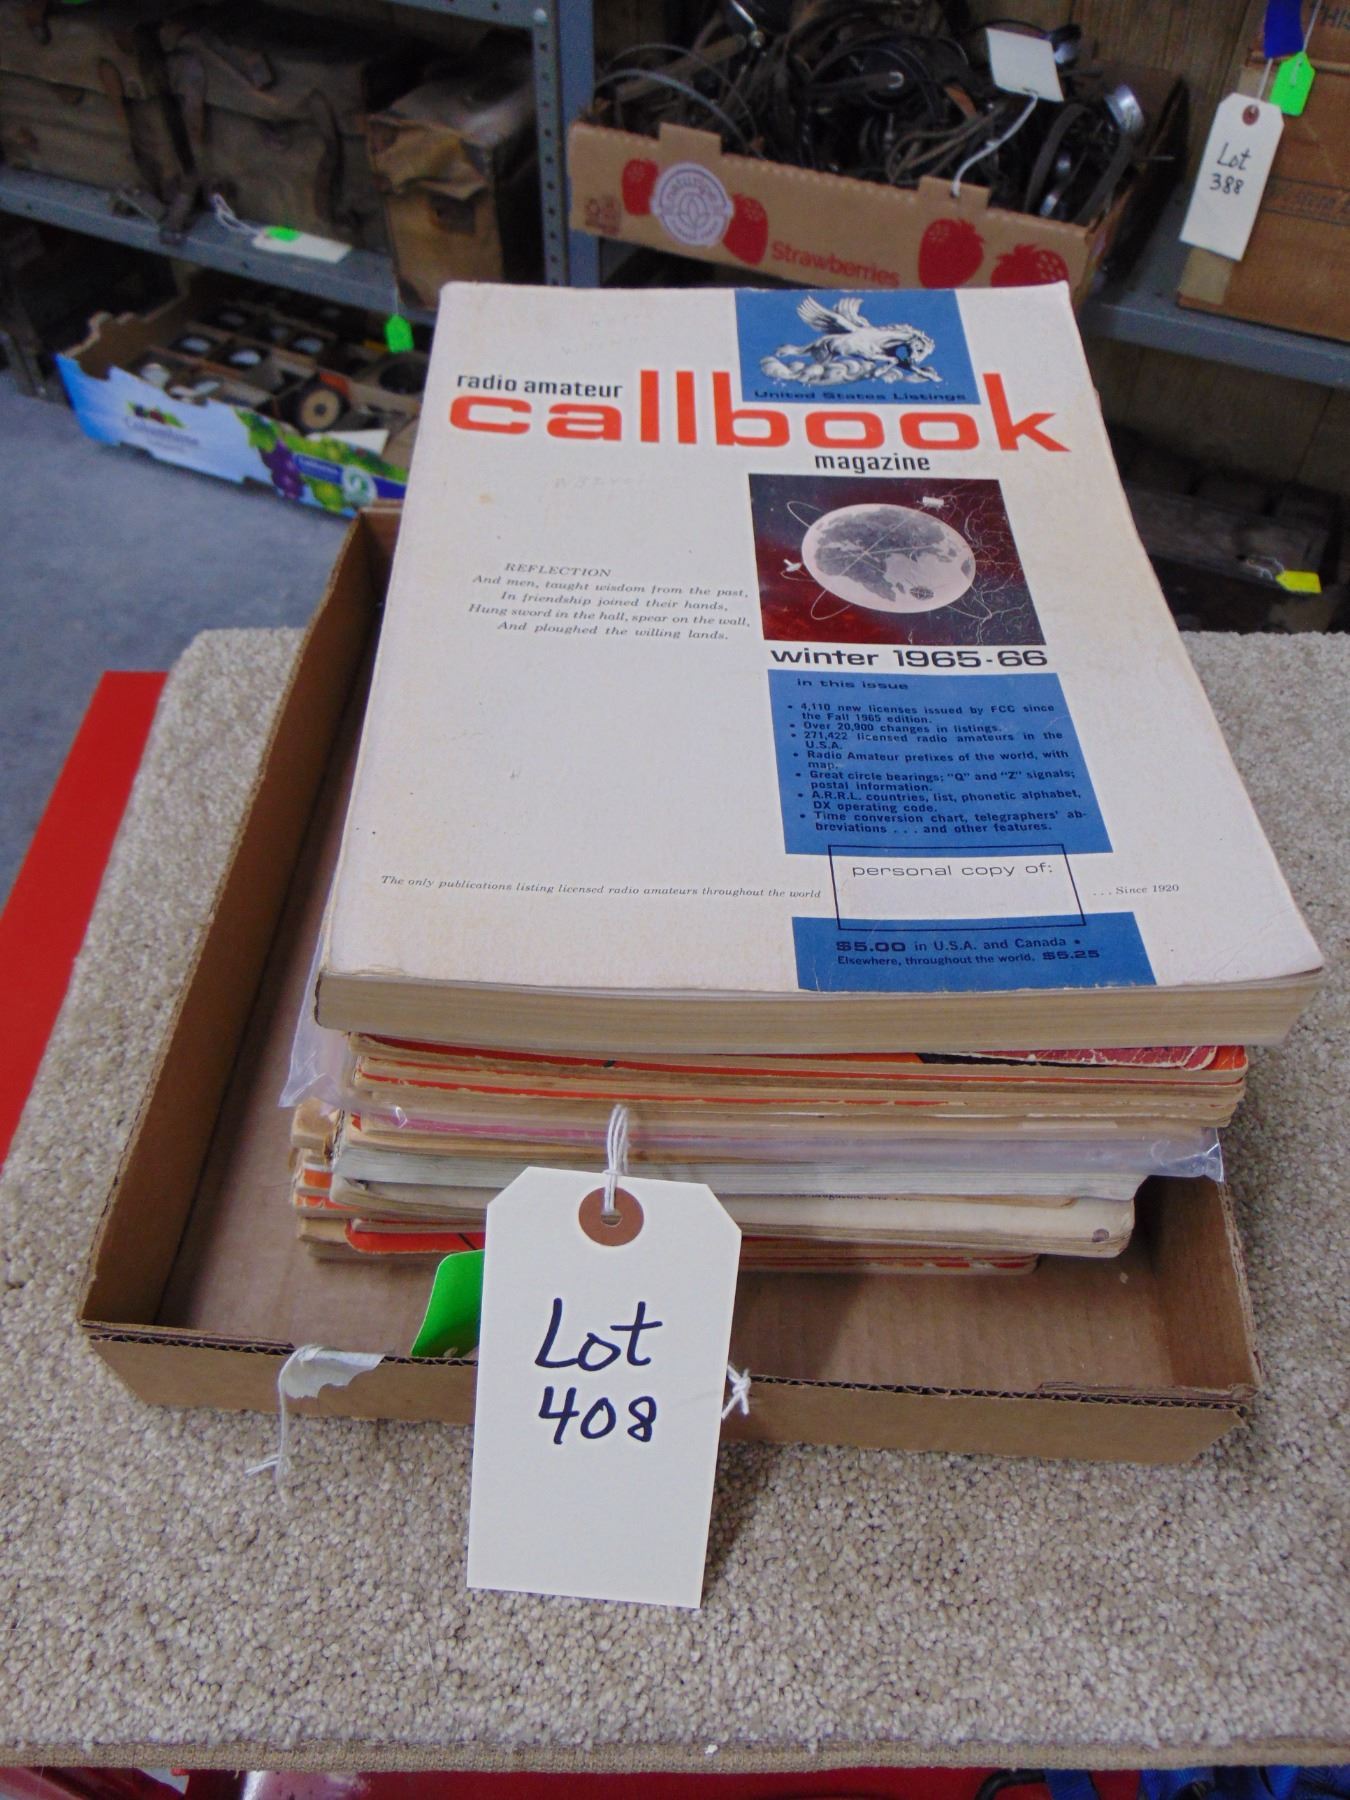 Lot
388
Strawberries
United States Listings
radio amateur
callbook
magazine
REFLECTION
And men, taught wisdom from the past,
In friendship joined their hands,
Hung sword in the hall, spear on the wall,
And ploughed the willing lands.
winter 1965-66
in this issue
• 4,110 new licenses issued by FCC since
the Fall 1965 edition.
• Over 20,900 changes in listings.
• 271,422 licensed radio amateurs in the
U.S.A.
• Radio Amateur prefixes of the world, with
map.
• Great circle bearings; "Q" and "Z" signals;
postal information.
• A.R.R.L. countries, list, phonetic alphabet,
DX operating code.
• Time conversion chart, telegraphers' ab-
breviations . . . and other features.
personal copy of:
The only publications listing licensed radio amateurs throughout the world
. . . Since 1920
$5.00 in U.S.A. and Canada •
Elsewhere, throughout the world, $5.25
Lot
408